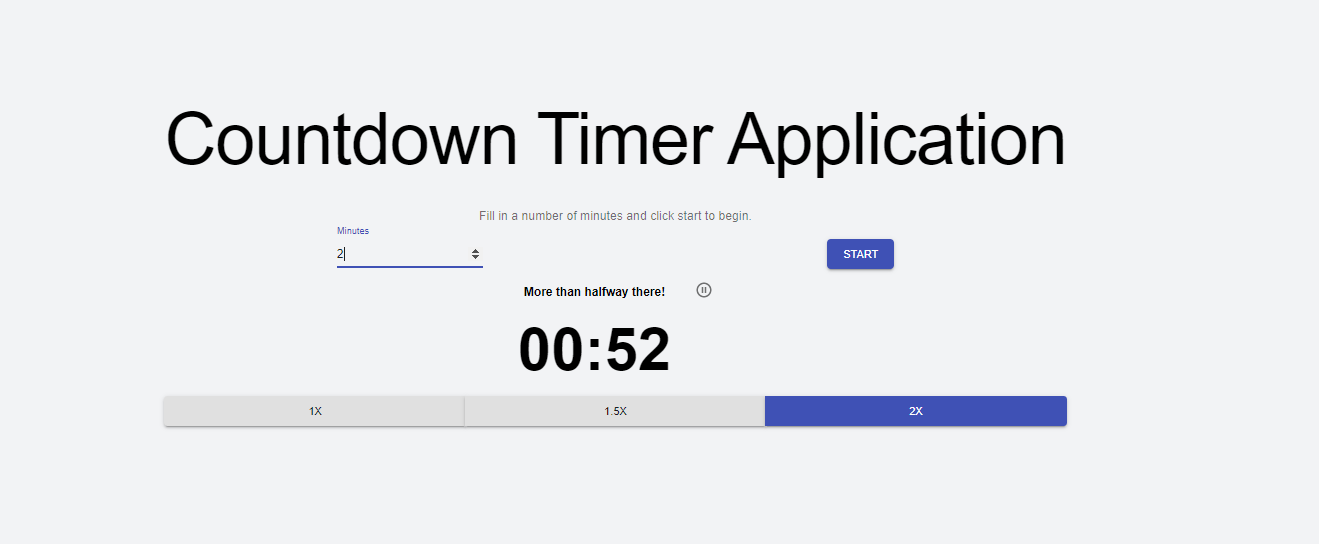 Countdown Timer Application
Fill in a number of minutes and click start to begin.
Minutes
2
START
More than halfway there!
00:52
1X
1.5X
2X